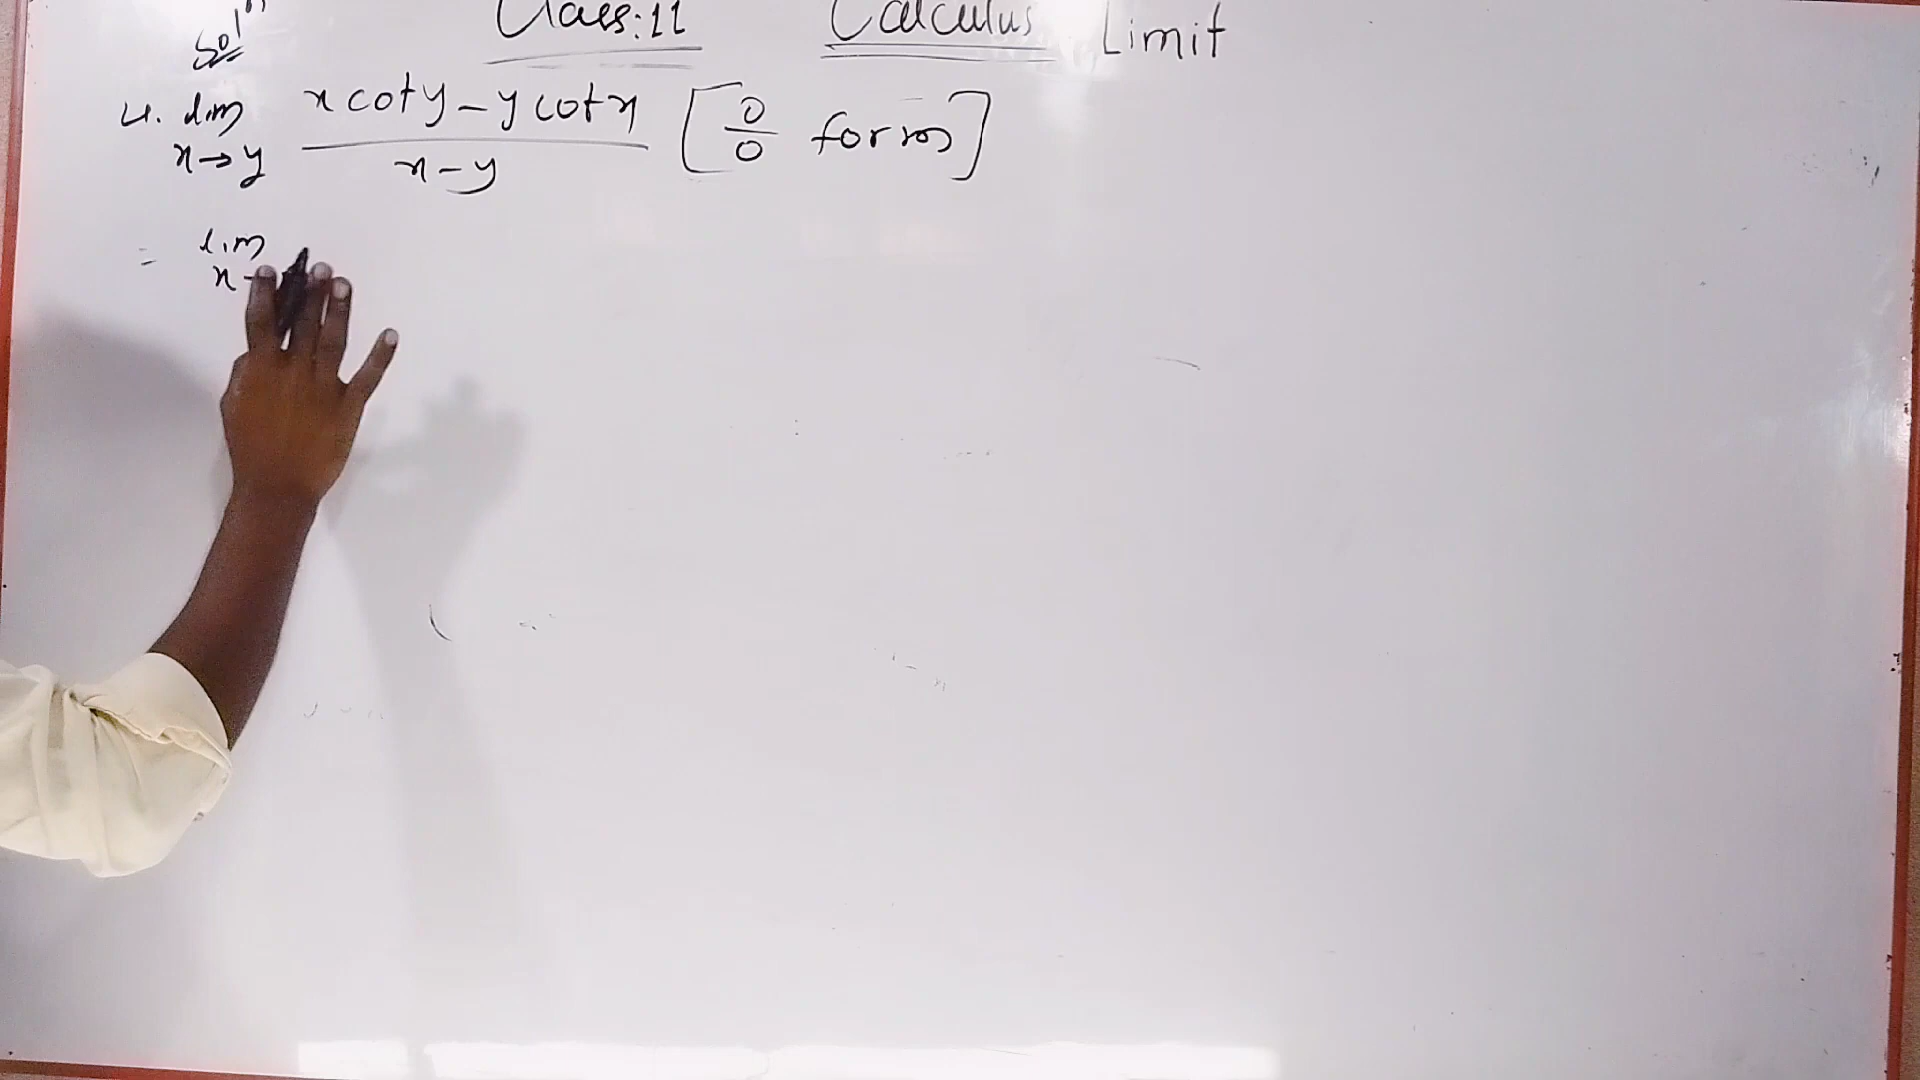 Class:11 Calculus Limit
Solⁿ
4. lim x→y (x cot y − y cot x)/(x − y) [0/0 form]
= lim x→